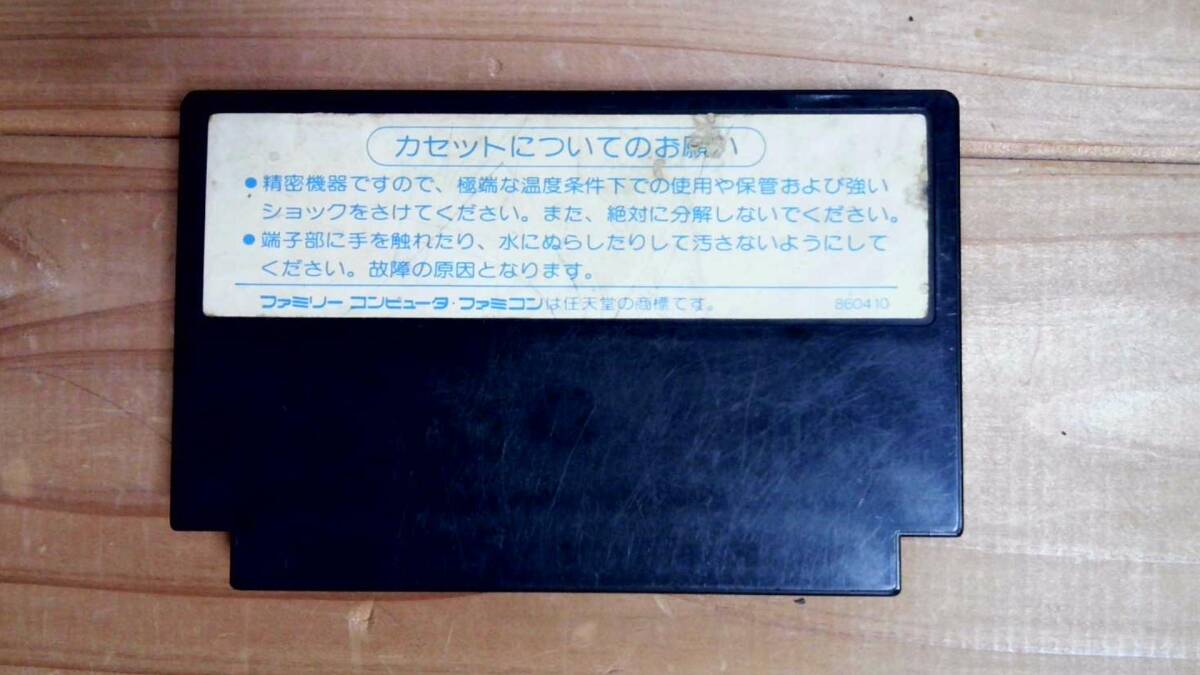 カセットについてのお願い
● 精密機器ですので、極端な温度条件下での使用や保管および強い
ショックをさけてください。また、絶対に分解しないでください。
● 端子部に手を触れたり、水にぬらしたりして汚さないようにして
ください。故障の原因となります。
ファミリー コンピュータ・ファミコンは任天堂の商標です。 860410